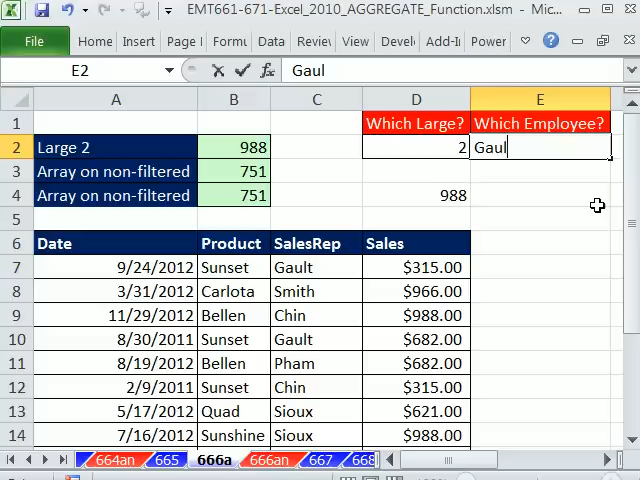 EMT661-671-Excel_2010_AGGREGATE_Function.xlsm - Mic...
File Home Insert Page I Formu Data Review View Develo Add-I Power
E2 Gaul
A B C D E
1 Which Large? Which Employee?
2 Large 2 988 2 Gaul
3 Array on non-filtered 751
4 Array on non-filtered 751 988
5
6 Date Product SalesRep Sales
7 9/24/2012 Sunset Gault $315.00
8 3/31/2012 Carlota Smith $966.00
9 11/29/2012 Bellen Chin $988.00
10 8/30/2011 Sunset Gault $682.00
11 8/19/2012 Bellen Pham $682.00
12 2/9/2011 Sunset Chin $315.00
13 5/17/2012 Quad Sioux $621.00
14 7/16/2012 Sunshine Sioux $988.00
664an 665 666a 666an 667 668